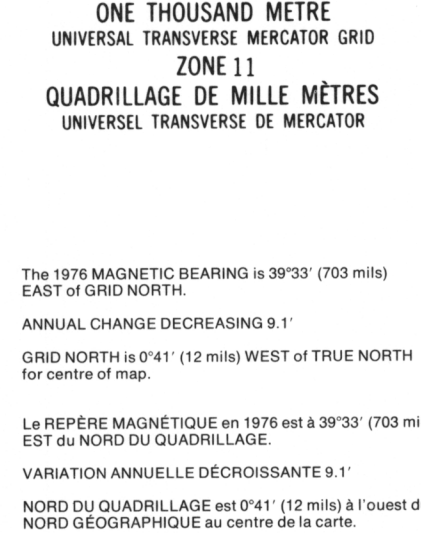 ONE THOUSAND METRE
UNIVERSAL TRANSVERSE MERCATOR GRID
ZONE 11
QUADRILLAGE DE MILLE MÈTRES
UNIVERSEL TRANSVERSE DE MERCATOR
The 1976 MAGNETIC BEARING is 39°33′ (703 mils)
EAST of GRID NORTH.
ANNUAL CHANGE DECREASING 9.1′
GRID NORTH is 0°41′ (12 mils) WEST of TRUE NORTH
for centre of map.
Le REPÈRE MAGNÉTIQUE en 1976 est à 39°33′ (703 mi
EST du NORD DU QUADRILLAGE.
VARIATION ANNUELLE DÉCROISSANTE 9.1′
NORD DU QUADRILLAGE est 0°41′ (12 mils) à l'ouest d
NORD GÉOGRAPHIQUE au centre de la carte.